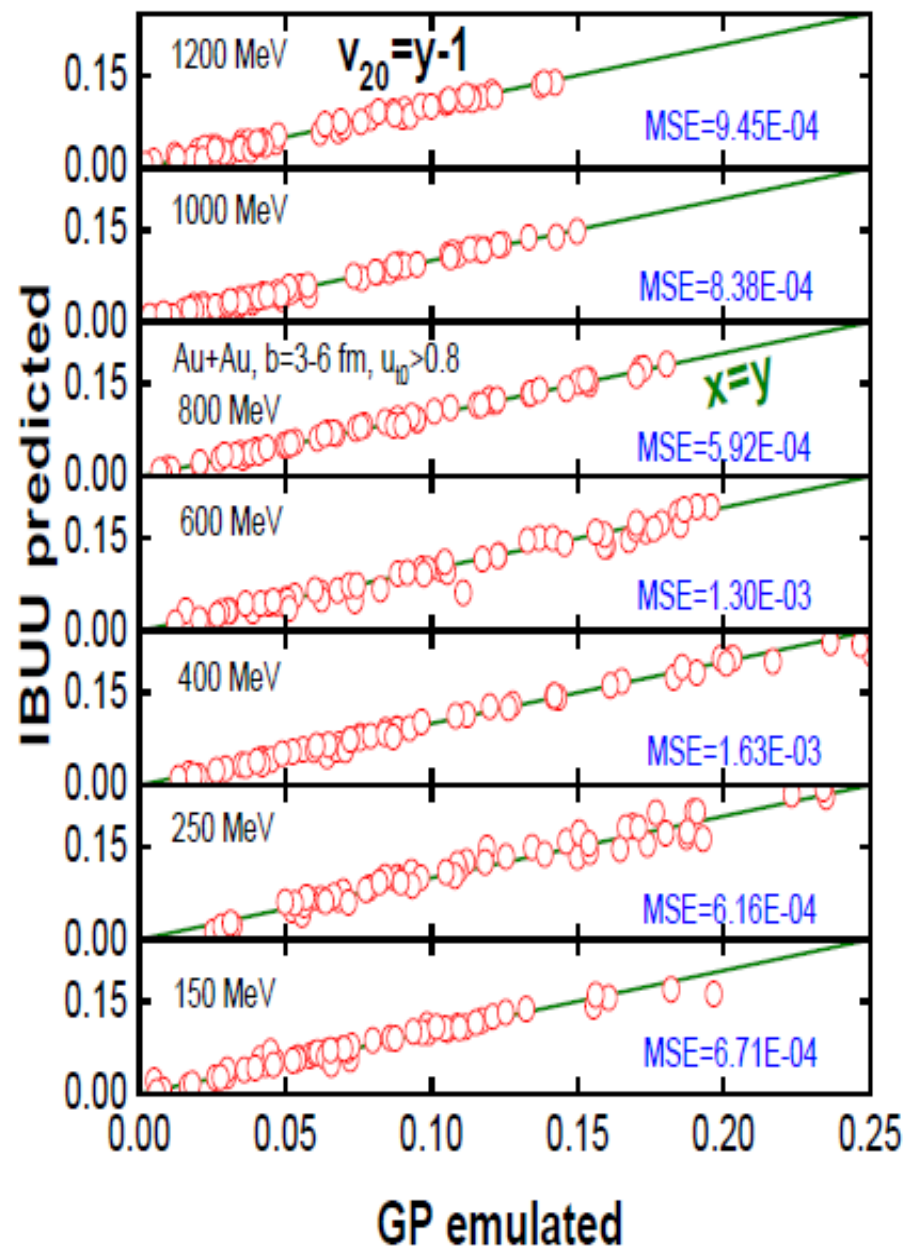 1200 MeV
v20=y-1
MSE=9.45E-04
0.15
0.00
1000 MeV
MSE=8.38E-04
0.15
0.00
Au+Au, b=3-6 fm, ut0>0.8
800 MeV
x=y
MSE=5.92E-04
0.15
0.00
600 MeV
MSE=1.30E-03
0.15
0.00
400 MeV
MSE=1.63E-03
0.15
0.00
250 MeV
MSE=6.16E-04
0.15
0.00
150 MeV
MSE=6.71E-04
0.15
0.00
0.00 0.05 0.10 0.15 0.20 0.25
GP emulated
IBUU predicted